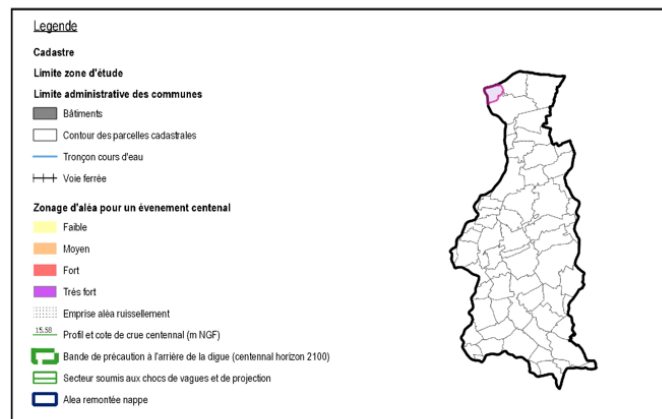 Legende
Cadastre
Limite zone d'étude
Limite administrative des communes
Bâtiments
Contour des parcelles cadastrales
Tronçon cours d'eau
Voie ferrée
Zonage d'aléa pour un évenement centenal
Faible
Moyen
Fort
Trés fort
Emprise aléa ruissellement
15.50 Profil et cote de crue centennal (m NGF)
Bande de précaution à l'arrière de la digue (centennal horizon 2100)
Secteur soumis aux chocs de vagues et de projection
Alea remontée nappe